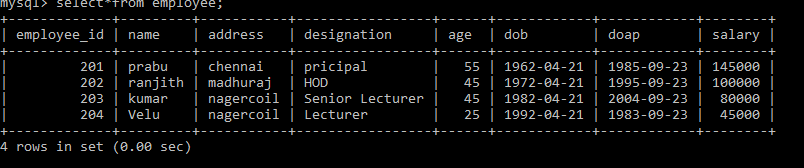 mysql> select*from employee;
+-------------+---------+------------+-----------------+------+------------+------------+--------+
| employee_id | name    | address    | designation     | age  | dob        | doap       | salary |
+-------------+---------+------------+-----------------+------+------------+------------+--------+
|         201 | prabu   | chennai    | pricipal        |   55 | 1962-04-21 | 1985-09-23 | 145000 |
|         202 | ranjith | madhuraj   | HOD             |   45 | 1972-04-21 | 1995-09-23 | 100000 |
|         203 | kumar   | nagercoil  | Senior Lecturer |   45 | 1982-04-21 | 2004-09-23 |  80000 |
|         204 | Velu    | nagercoil  | Lecturer        |   25 | 1992-04-21 | 1983-09-23 |  45000 |
+-------------+---------+------------+-----------------+------+------------+------------+--------+
4 rows in set (0.00 sec)